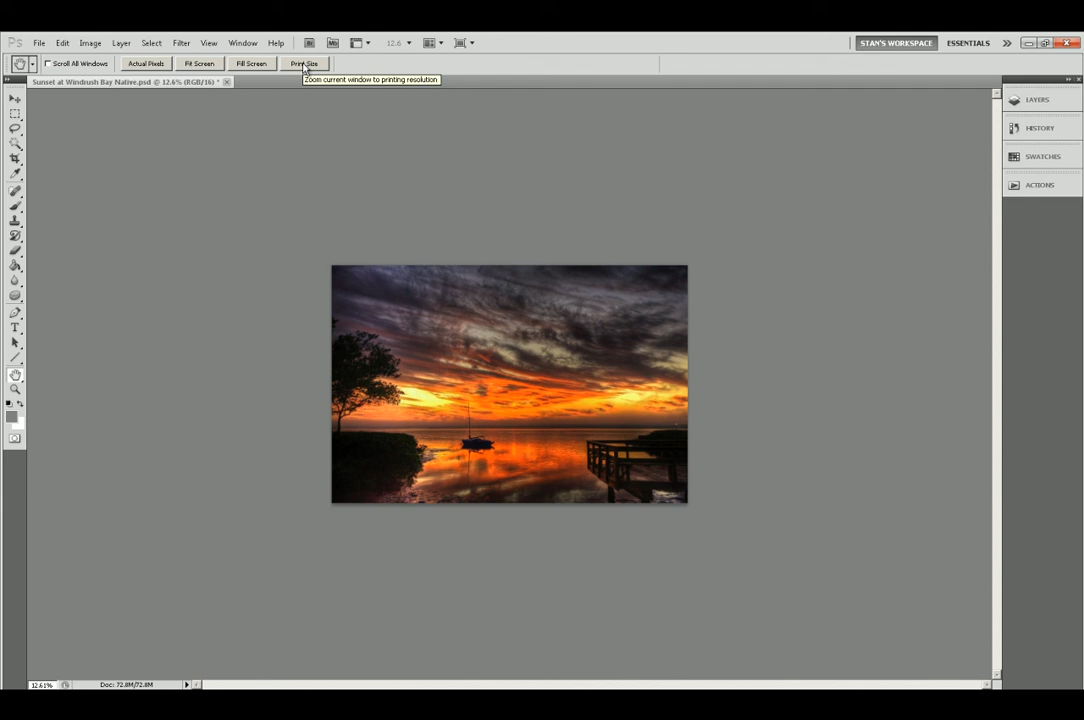 Ps File Edit Image Layer Select Filter View Window Help Br Mb 12.6 STAN'S WORKSPACE ESSENTIALS
Scroll All Windows Actual Pixels Fit Screen Fill Screen Print Size
Zoom current window to printing resolution
Sunset at Windrush Bay Native.psd @ 12.6% (RGB/16) *
LAYERS
HISTORY
SWATCHES
ACTIONS
T
12.61% Doc: 72.8M/72.8M